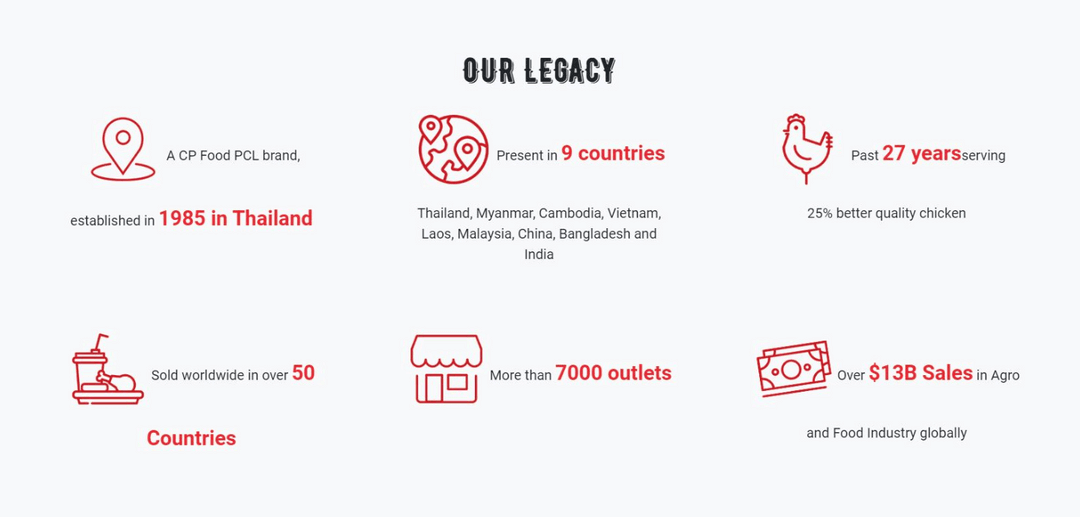 OUR LEGACY
A CP Food PCL brand,
established in 1985 in Thailand
Present in 9 countries
Thailand, Myanmar, Cambodia, Vietnam,
Laos, Malaysia, China, Bangladesh and
India
Past 27 yearsserving
25% better quality chicken
Sold worldwide in over 50
Countries
More than 7000 outlets
Over $13B Sales in Agro
and Food Industry globally